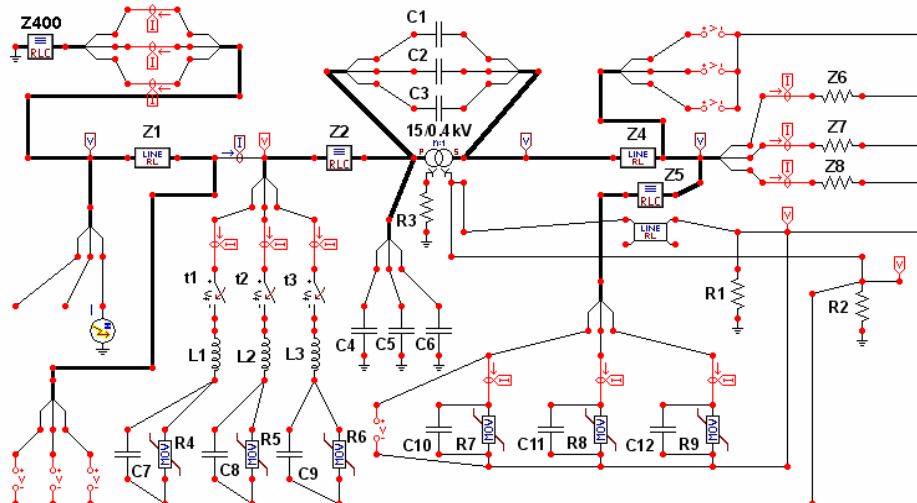 Z400
RLC
I
I
I
C1
C2
C3
15/0.4 kV
n:1
P
S
V
Z1
LINE
RL
I
V
Z2
RLC
V
Z4
LINE
RL
V
Z5
RLC
I
Z6
I
Z7
I
Z8
R3
LINE
RL
V
V
R1
R2
I
H
I
I
I
t1
t2
t3
L1
L2
L3
C4
C5
C6
I
I
I
C7
MOV
R4
C8
MOV
R5
C9
MOV
R6
V
C10
MOV
R7
C11
MOV
R8
C12
MOV
R9
V
V
V